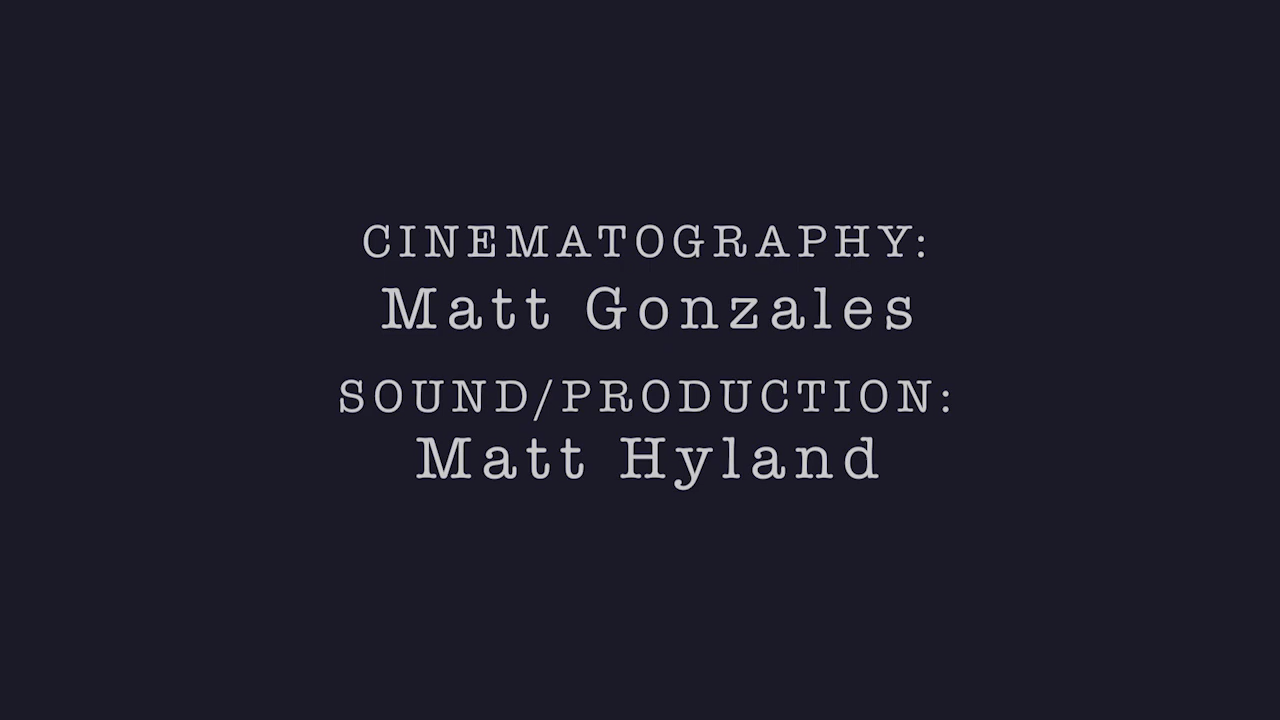 CINEMATOGRAPHY:
Matt Gonzales
SOUND/PRODUCTION:
Matt Hyland